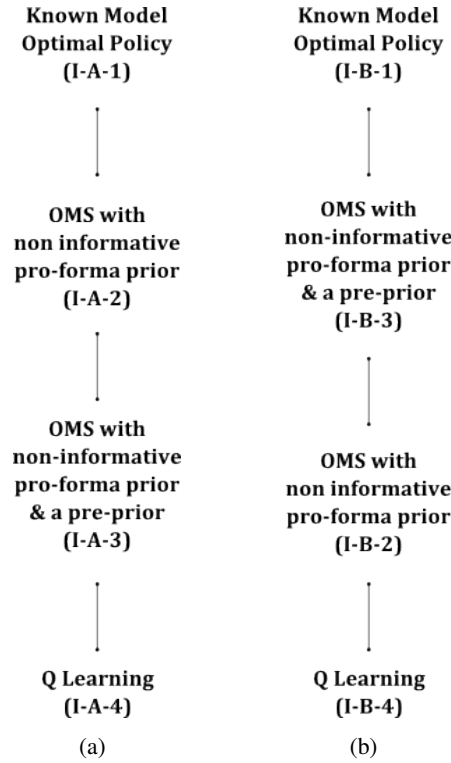 Known Model
Optimal Policy
(I-A-1)
OMS with
non informative
pro-forma prior
(I-A-2)
OMS with
non-informative
pro-forma prior
& a pre-prior
(I-A-3)
Q Learning
(I-A-4)
(a)
Known Model
Optimal Policy
(I-B-1)
OMS with
non-informative
pro-forma prior
& a pre-prior
(I-B-3)
OMS with
non informative
pro-forma prior
(I-B-2)
Q Learning
(I-B-4)
(b)